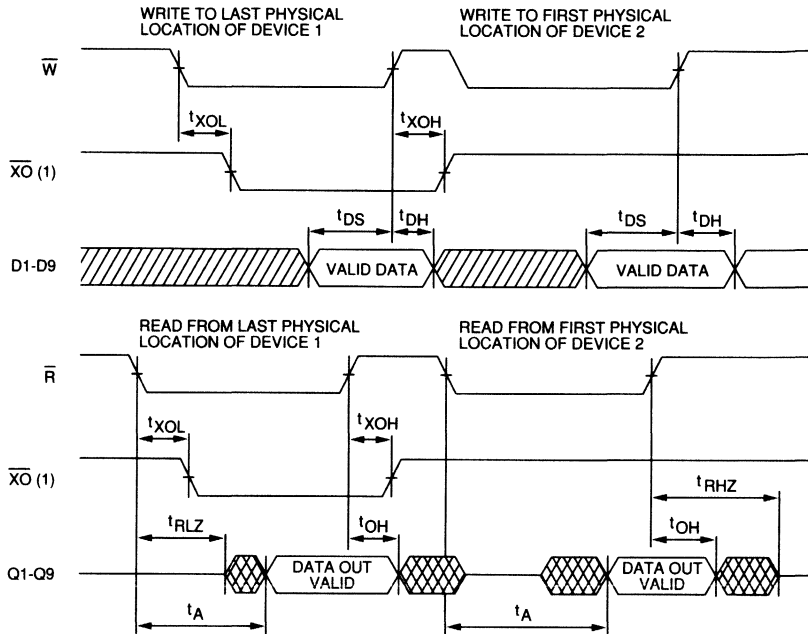 WRITE TO LAST PHYSICAL
LOCATION OF DEVICE 1
WRITE TO FIRST PHYSICAL
LOCATION OF DEVICE 2
W̅
tXOL
tXOH
X̅O̅ (1)
tDS
tDH
tDS
tDH
D1-D9
VALID DATA
VALID DATA
READ FROM LAST PHYSICAL
LOCATION OF DEVICE 1
READ FROM FIRST PHYSICAL
LOCATION OF DEVICE 2
R̅
tXOL
tXOH
X̅O̅ (1)
tRHZ
tRLZ
tOH
tOH
Q1-Q9
DATA OUT
VALID
DATA OUT
VALID
tA
tA